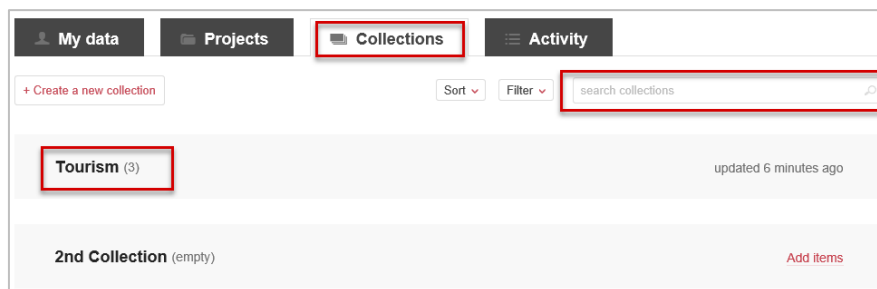 My data Projects Collections Activity
+ Create a new collection Sort Filter search collections
Tourism (3) updated 6 minutes ago
2nd Collection (empty) Add items